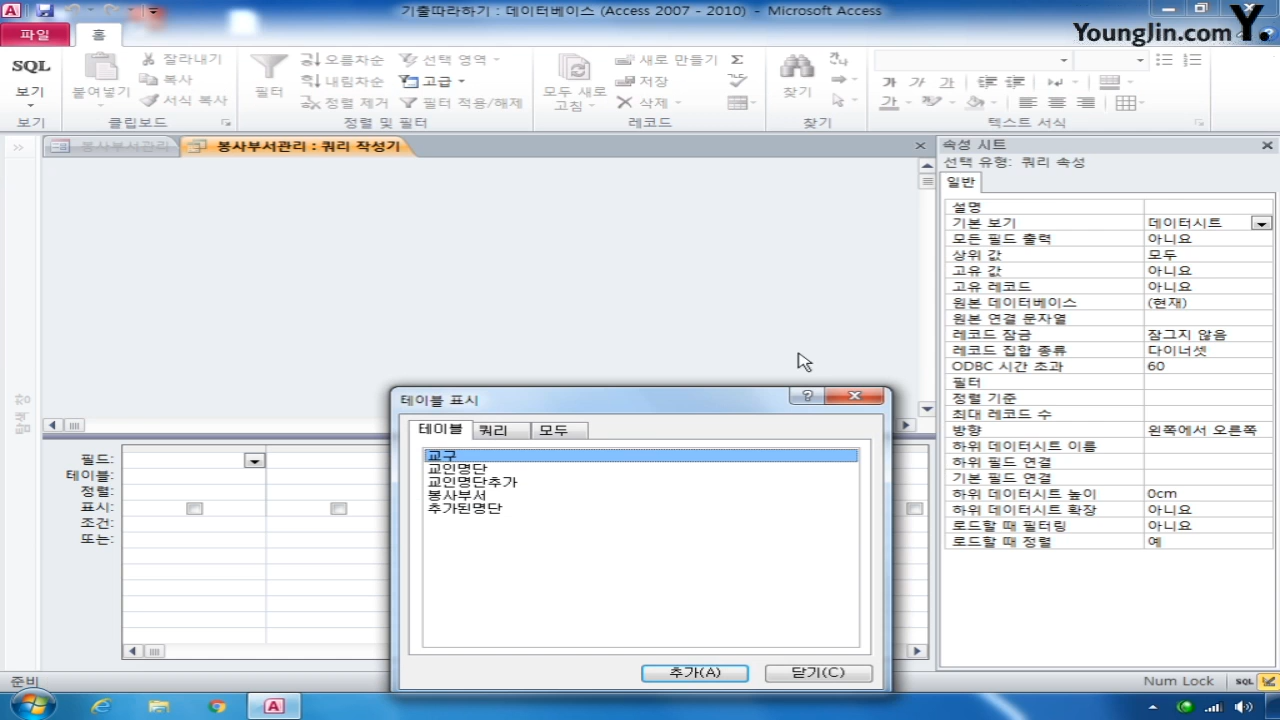 기출따라하기 : 데이터베이스 (Access 2007 - 2010) - Microsoft Access
YoungJin.com Y.
파일
홈
SQL
보기
붙여넣기
잘라내기
복사
서식 복사
필터
오름차순
내림차순
정렬 제거
선택 영역
고급
필터 적용/해제
모두 새로
고침
새로 만들기
저장
삭제
찾기
가 가 가
가
보기
클립보드
정렬 및 필터
레코드
찾기
텍스트 서식
봉사부서관리
봉사부서관리 : 쿼리 작성기
탐색 창
필드:
테이블:
정렬:
표시:
조건:
또는:
테이블 표시
테이블
쿼리
모두
교구
교인명단
교인명단추가
봉사부서
추가된명단
추가(A)
닫기(C)
속성 시트
선택 유형: 쿼리 속성
일반
설명
기본 보기 데이터시트
모든 필드 출력 아니요
상위 값 모두
고유 값 아니요
고유 레코드 아니요
원본 데이터베이스 (현재)
원본 연결 문자열
레코드 잠금 잠그지 않음
레코드 집합 종류 다이너셋
ODBC 시간 초과 60
필터
정렬 기준
최대 레코드 수
방향 왼쪽에서 오른쪽
하위 데이터시트 이름
하위 필드 연결
기본 필드 연결
하위 데이터시트 높이 0cm
하위 데이터시트 확장 아니요
로드할 때 필터링 아니요
로드할 때 정렬 예
준비
Num Lock
SQL